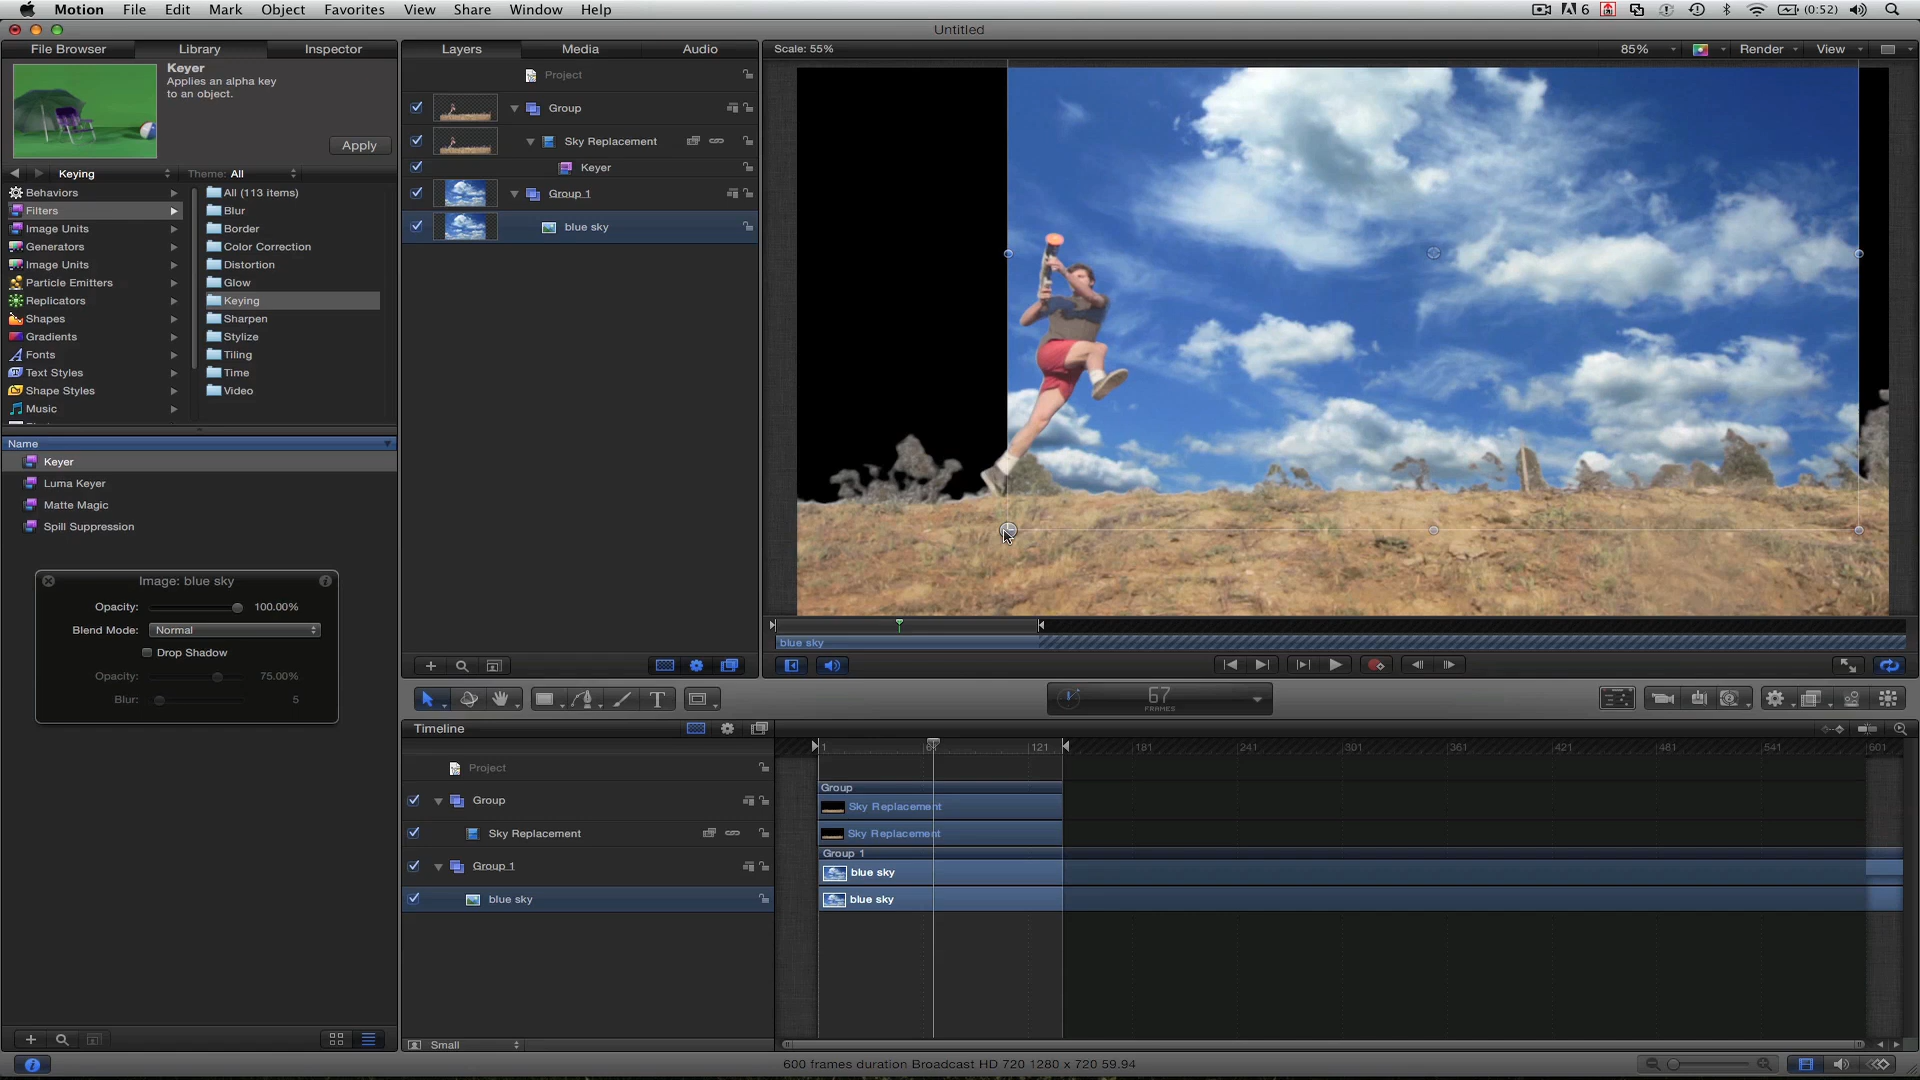 Motion File Edit Mark Object Favorites View Share Window Help 6 (0:52)
Untitled
File Browser Library Inspector
Keyer
Applies an alpha key
to an object.
Apply
Keying Theme: All
Behaviors
Filters
Image Units
Generators
Image Units
Particle Emitters
Replicators
Shapes
Gradients
Fonts
Text Styles
Shape Styles
Music
All (113 items)
Blur
Border
Color Correction
Distortion
Glow
Keying
Sharpen
Stylize
Tiling
Time
Video
Name
Keyer
Luma Keyer
Matte Magic
Spill Suppression
Image: blue sky
Opacity: 100.00%
Blend Mode: Normal
Drop Shadow
Opacity: 75.00%
Blur: 5
Layers Media Audio
Project
Group
Sky Replacement
Keyer
Group 1
blue sky
Scale: 55% 85% Render View
blue sky
T
67
FRAMES
Timeline
1 121 181 241 301 361 421 481 541 601
Project
Group
Sky Replacement
Group 1
blue sky
Group
Sky Replacement
Sky Replacement
Group 1
blue sky
blue sky
Small
600 frames duration Broadcast HD 720 1280 x 720 59.94